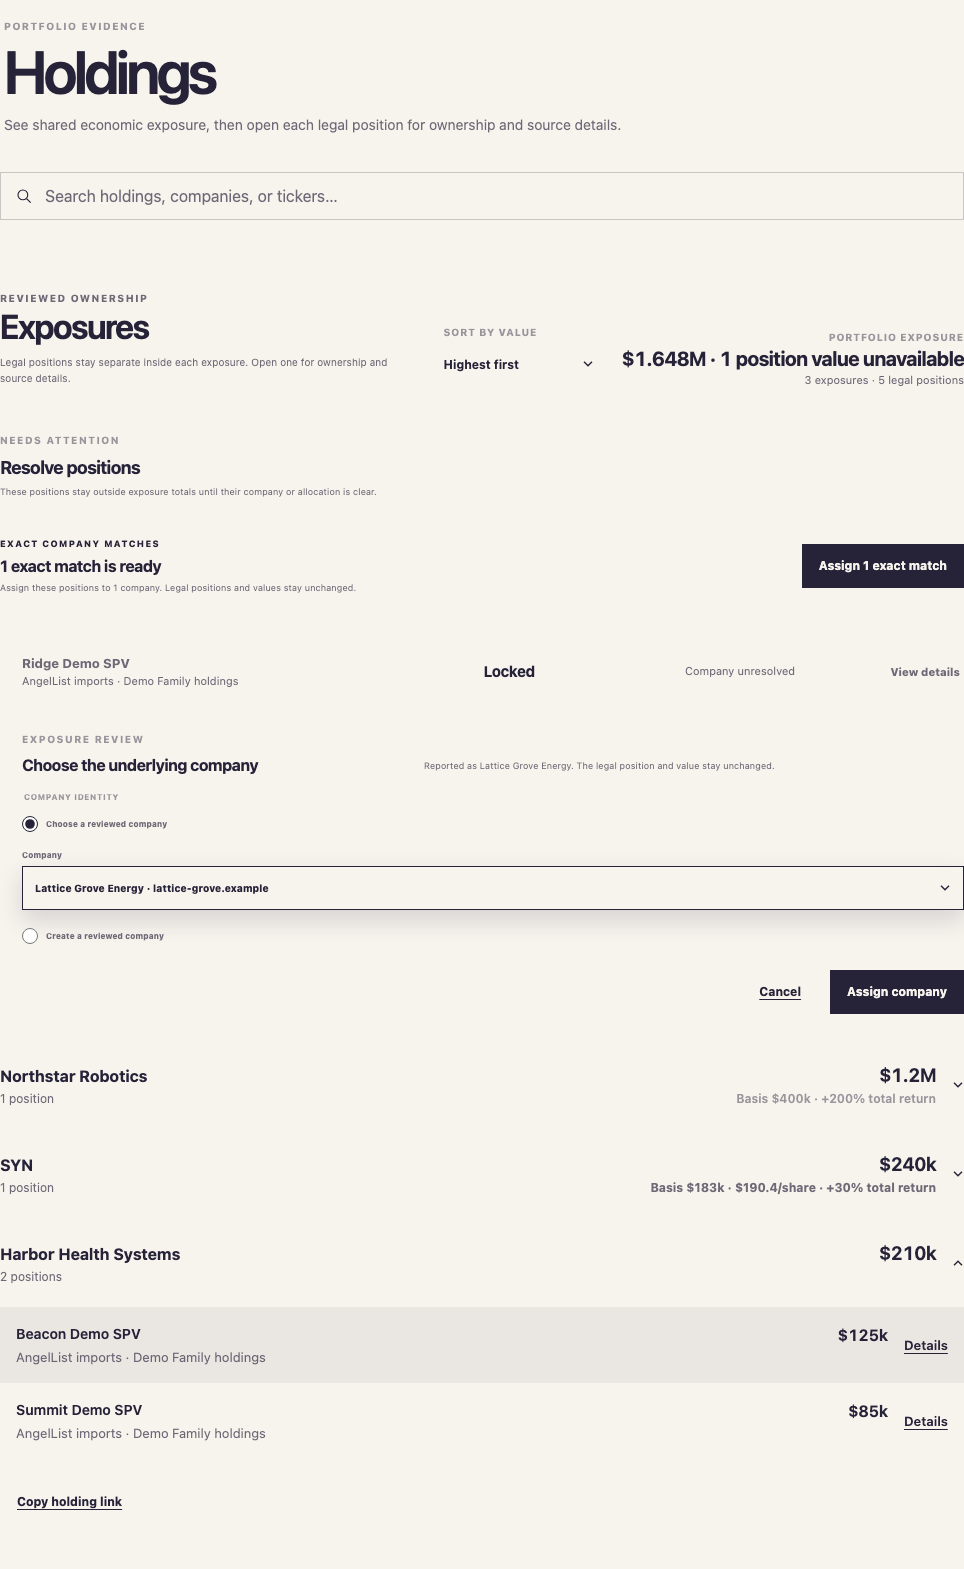 PORTFOLIO EVIDENCE
Holdings
See shared economic exposure, then open each legal position for ownership and source details.
Search holdings, companies, or tickers...
REVIEWED OWNERSHIP
Exposures
Legal positions stay separate inside each exposure. Open one for ownership and
source details.
SORT BY VALUE
Highest first
PORTFOLIO EXPOSURE
$1.648M · 1 position value unavailable
3 exposures · 5 legal positions
NEEDS ATTENTION
Resolve positions
These positions stay outside exposure totals until their company or allocation is clear.
EXACT COMPANY MATCHES
1 exact match is ready
Assign these positions to 1 company. Legal positions and values stay unchanged.
Assign 1 exact match
Ridge Demo SPV
AngelList imports · Demo Family holdings
Locked
Company unresolved
View details
EXPOSURE REVIEW
Choose the underlying company
Reported as Lattice Grove Energy. The legal position and value stay unchanged.
COMPANY IDENTITY
Choose a reviewed company
Company
Lattice Grove Energy · lattice-grove.example
Create a reviewed company
Cancel
Assign company
Northstar Robotics
1 position
$1.2M
Basis $400k · +200% total return
SYN
1 position
$240k
Basis $183k · $190.4/share · +30% total return
Harbor Health Systems
2 positions
$210k
Beacon Demo SPV
AngelList imports · Demo Family holdings
$125k
Details
Summit Demo SPV
AngelList imports · Demo Family holdings
$85k
Details
Copy holding link